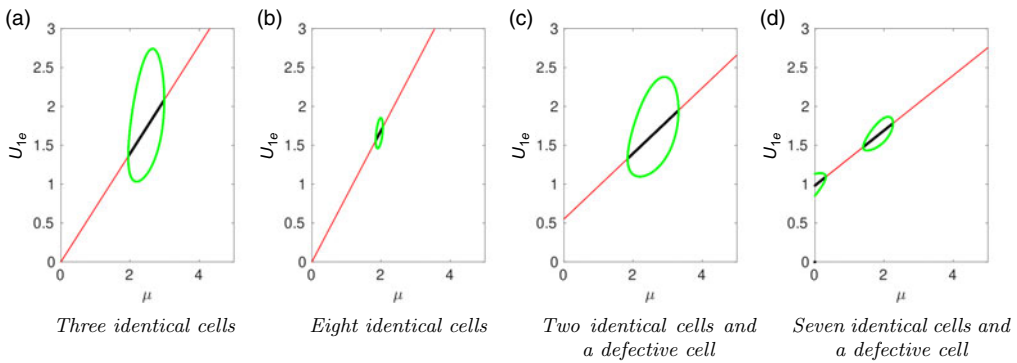 (a)
(b)
(c)
(d)
3
2.5
2
1.5
1
0.5
0
U1e
0
2
4
μ
3
2.5
2
1.5
1
0.5
0
U1e
0
2
4
μ
3
2.5
2
1.5
1
0.5
0
U1e
0
2
4
μ
3
2.5
2
1.5
1
0.5
0
U1e
0
2
4
μ
Three identical cells
Eight identical cells
Two identical cells and
a defective cell
Seven identical cells and
a defective cell